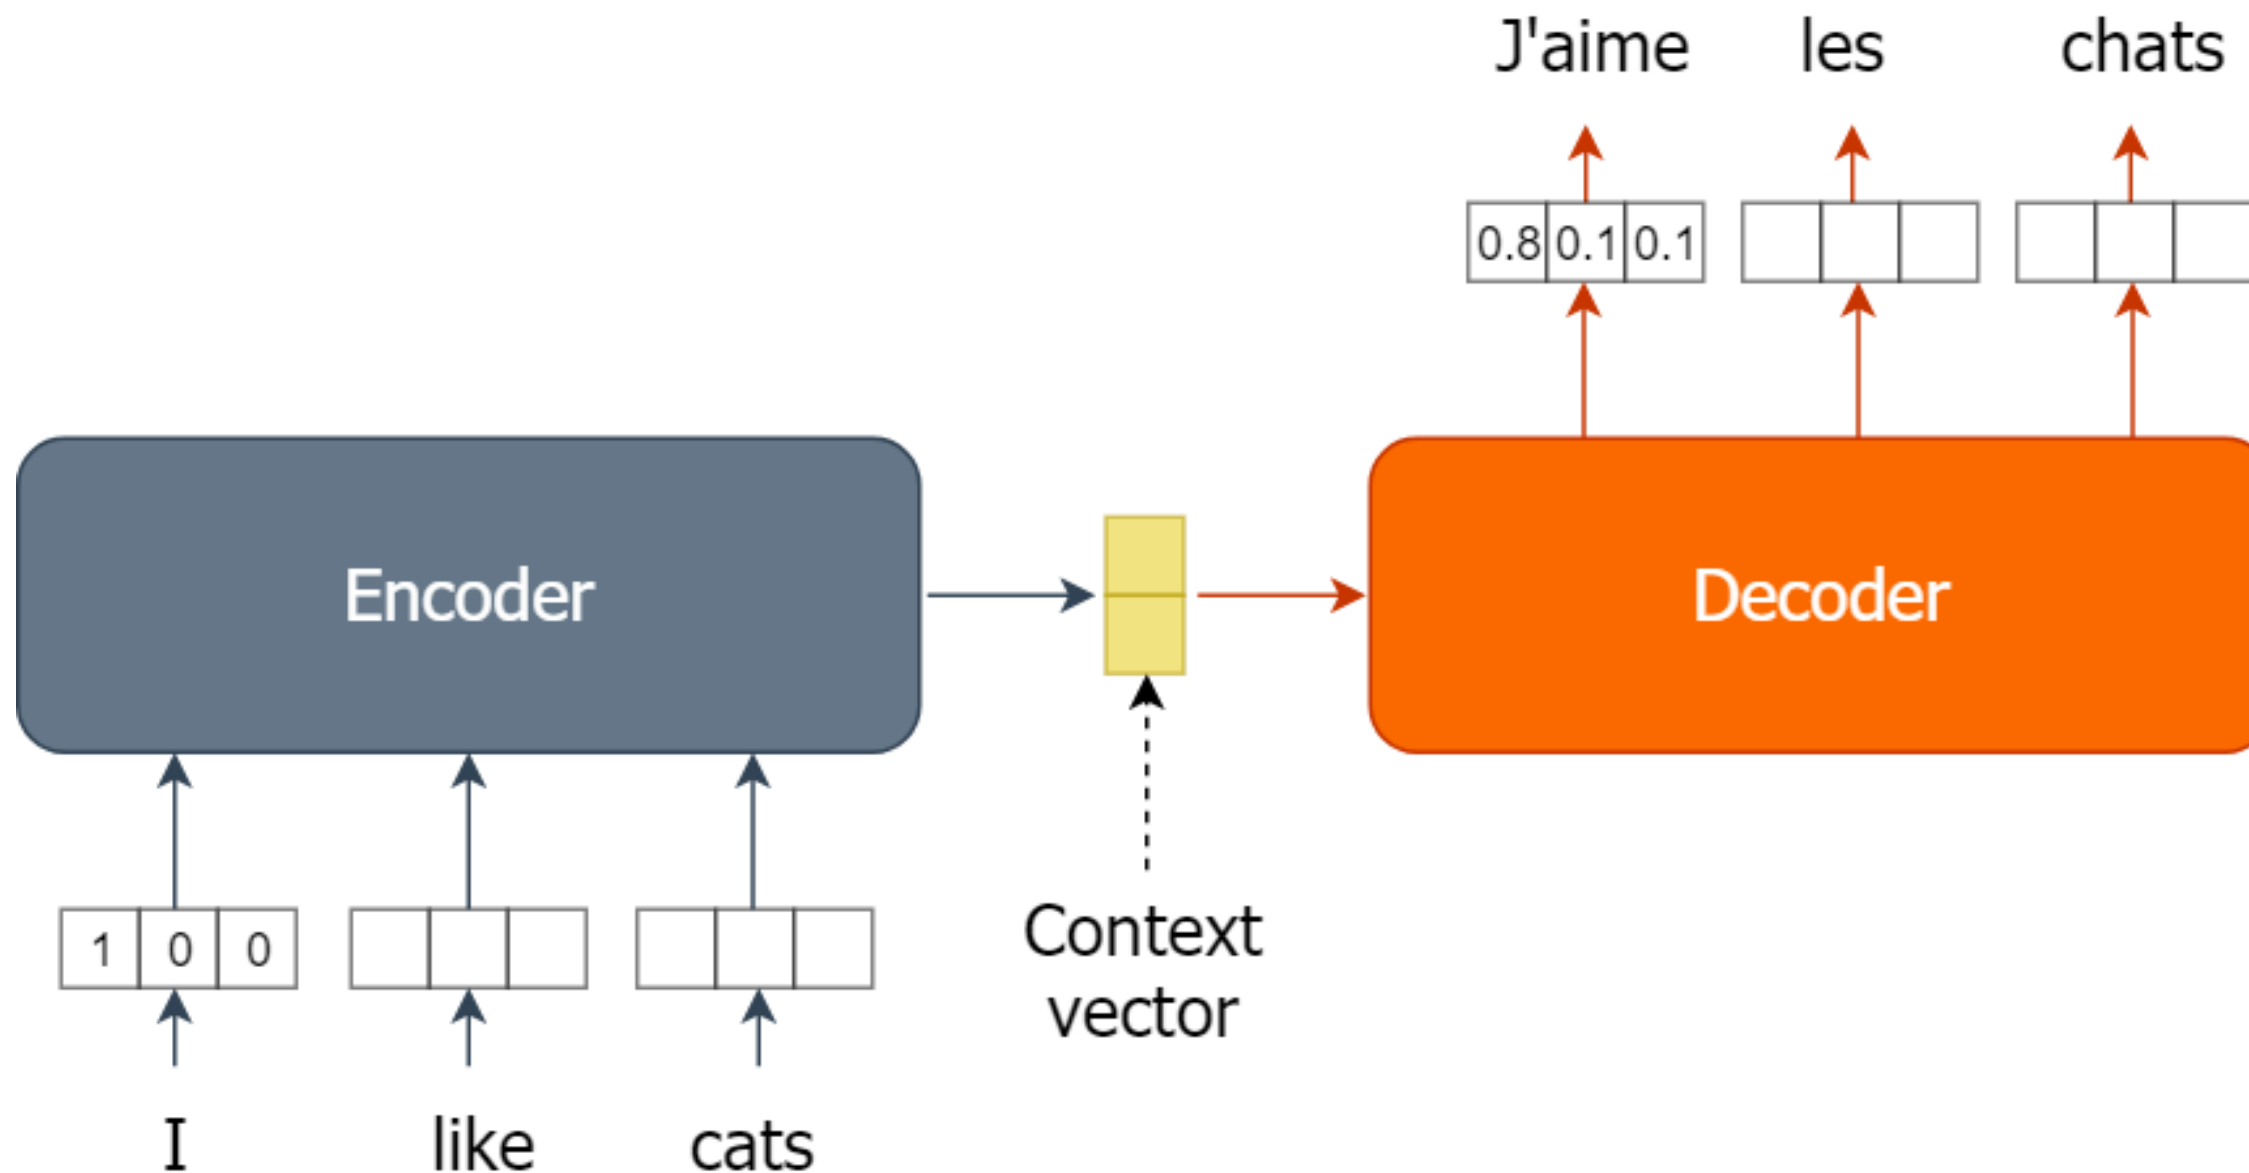 J'aime les chats
0.8 0.1 0.1
Encoder
Decoder
1 0 0
Context
vector
I like cats